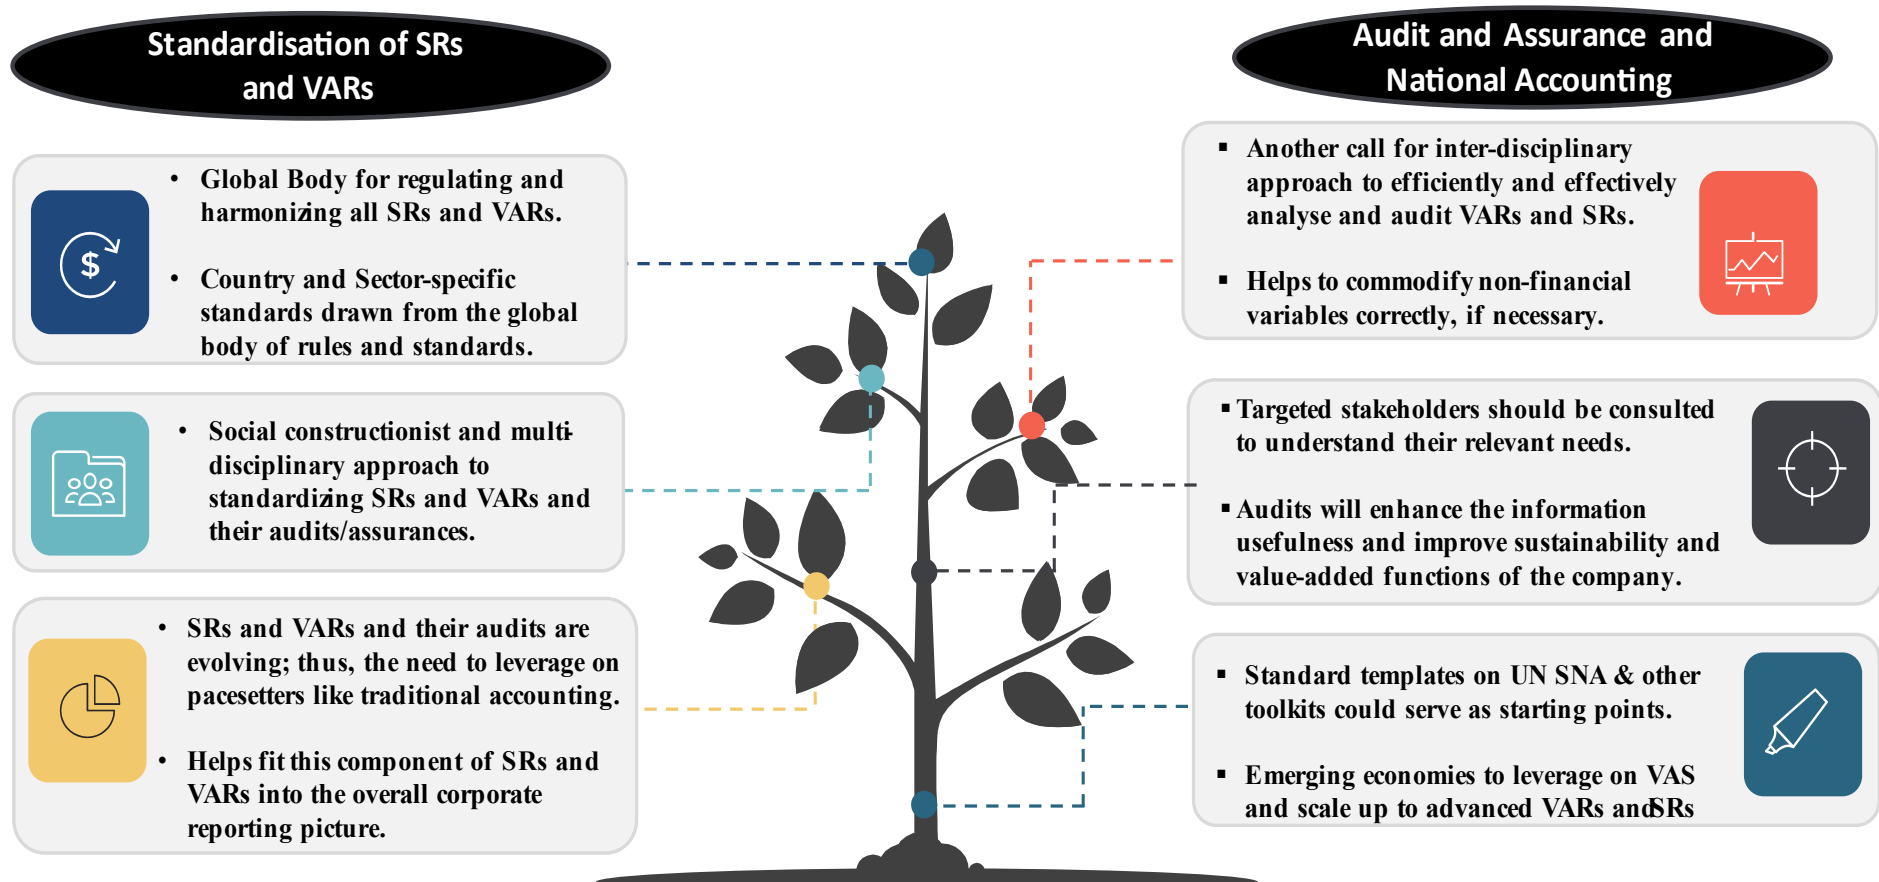 Standardisation of SRs
and VARs
• Global Body for regulating and
harmonizing all SRs and VARs.
• Country and Sector-specific
standards drawn from the global
body of rules and standards.
$
• Social constructionist and multi-
disciplinary approach to
standardizing SRs and VARs and
their audits/assurances.
• SRs and VARs and their audits are
evolving; thus, the need to leverage on
pacesetters like traditional accounting.
• Helps fit this component of SRs and
VARs into the overall corporate
reporting picture.
Audit and Assurance and
National Accounting
▪ Another call for inter-disciplinary
approach to efficiently and effectively
analyse and audit VARs and SRs.
▪ Helps to commodify non-financial
variables correctly, if necessary.
▪ Targeted stakeholders should be consulted
to understand their relevant needs.
▪ Audits will enhance the information
usefulness and improve sustainability and
value-added functions of the company.
▪ Standard templates on UN SNA & other
toolkits could serve as starting points.
▪ Emerging economies to leverage on VAS
and scale up to advanced VARs and SRs